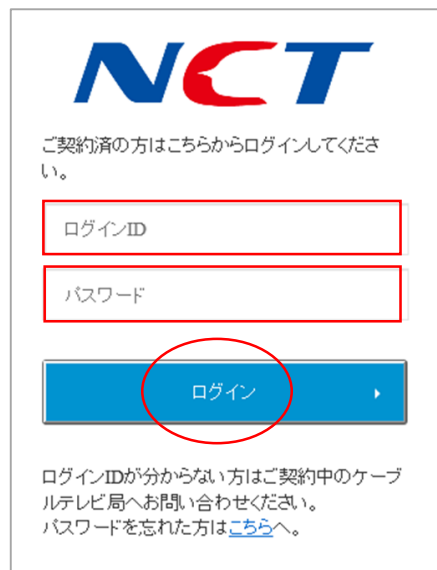 NCT
ご契約済の方はこちらからログインしてくださ
い。
ログインID
パスワード
ログイン
ログインIDが分からない方はご契約中のケーブ
ルテレビ局へお問い合わせください。
パスワードを忘れた方はこちらへ。